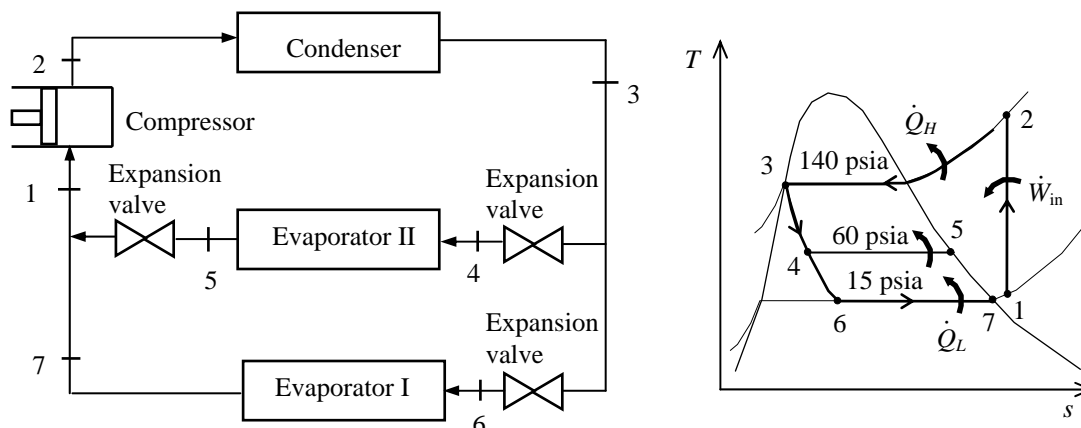 Condenser
2
3
Compressor
1
Expansion
valve
Expansion
valve
Evaporator II
5
4
7
Expansion
valve
Evaporator I
6
T
Q̇H
2
3
140 psia
Ẇin
60 psia
5
4
15 psia
6
7
1
Q̇L
s